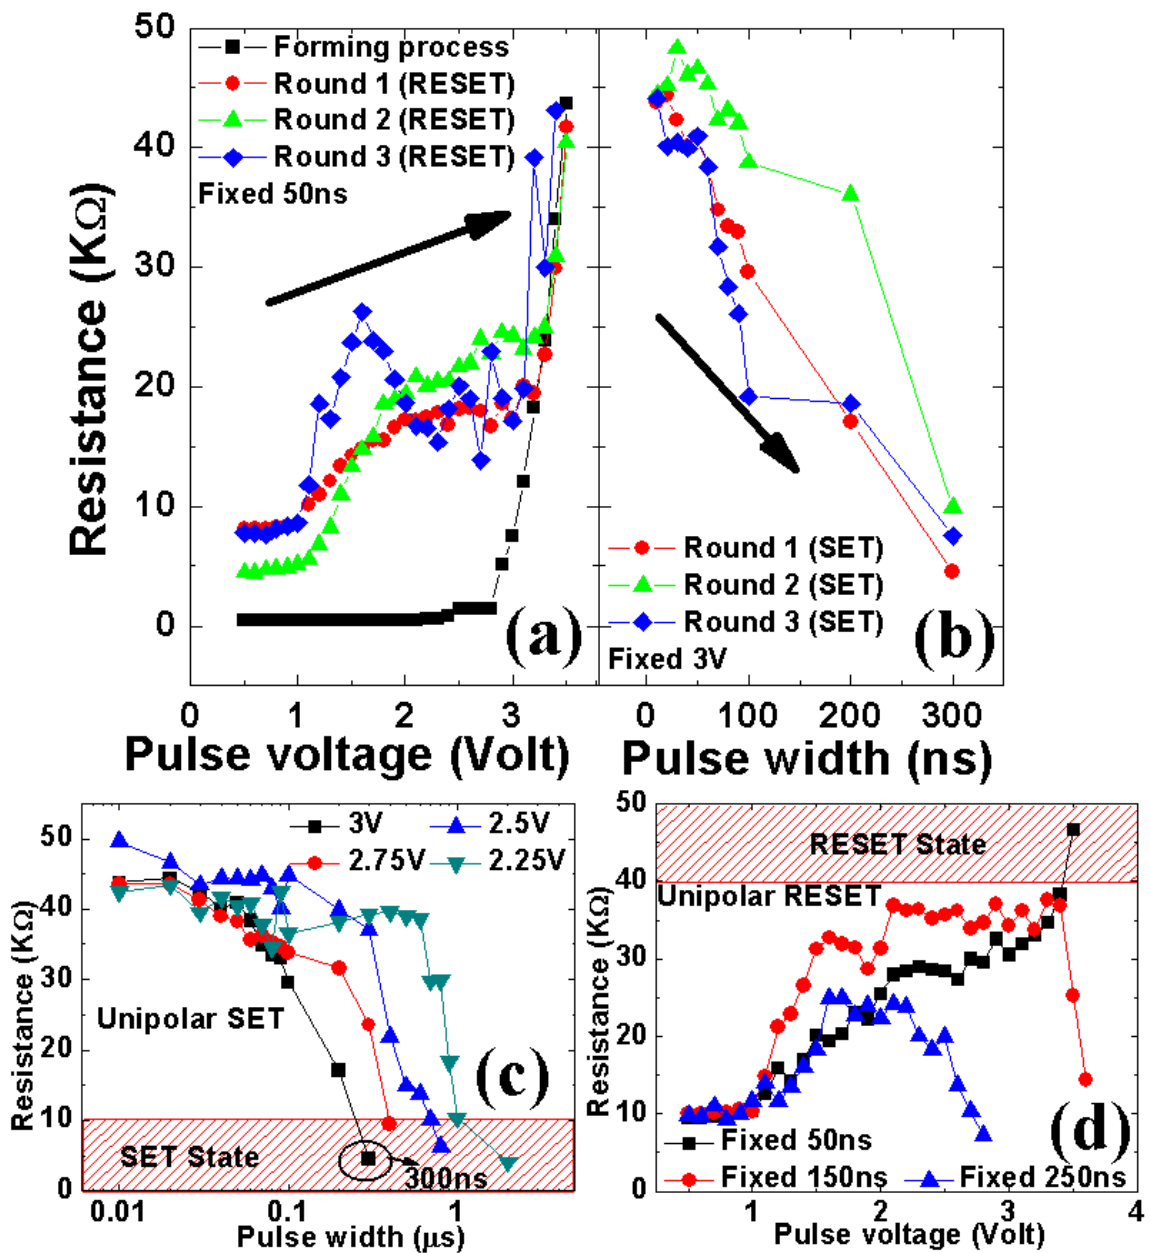 50
40
30
20
10
0
Resistance (KΩ)
Forming process
Round 1 (RESET)
Round 2 (RESET)
Round 3 (RESET)
Fixed 50ns
(a)
0 1 2 3
Pulse voltage (Volt)
Round 1 (SET)
Round 2 (SET)
Round 3 (SET)
Fixed 3V
(b)
0 100 200 300
Pulse width (ns)
50
40
30
20
10
0
Resistance (KΩ)
3V 2.5V
2.75V 2.25V
Unipolar SET
(c)
SET State
300ns
0.01 0.1 1
Pulse width (μs)
50
40
30
20
10
0
Resistance (KΩ)
RESET State
Unipolar RESET
(d)
Fixed 50ns
Fixed 150ns Fixed 250ns
1 2 3 4
Pulse voltage (Volt)